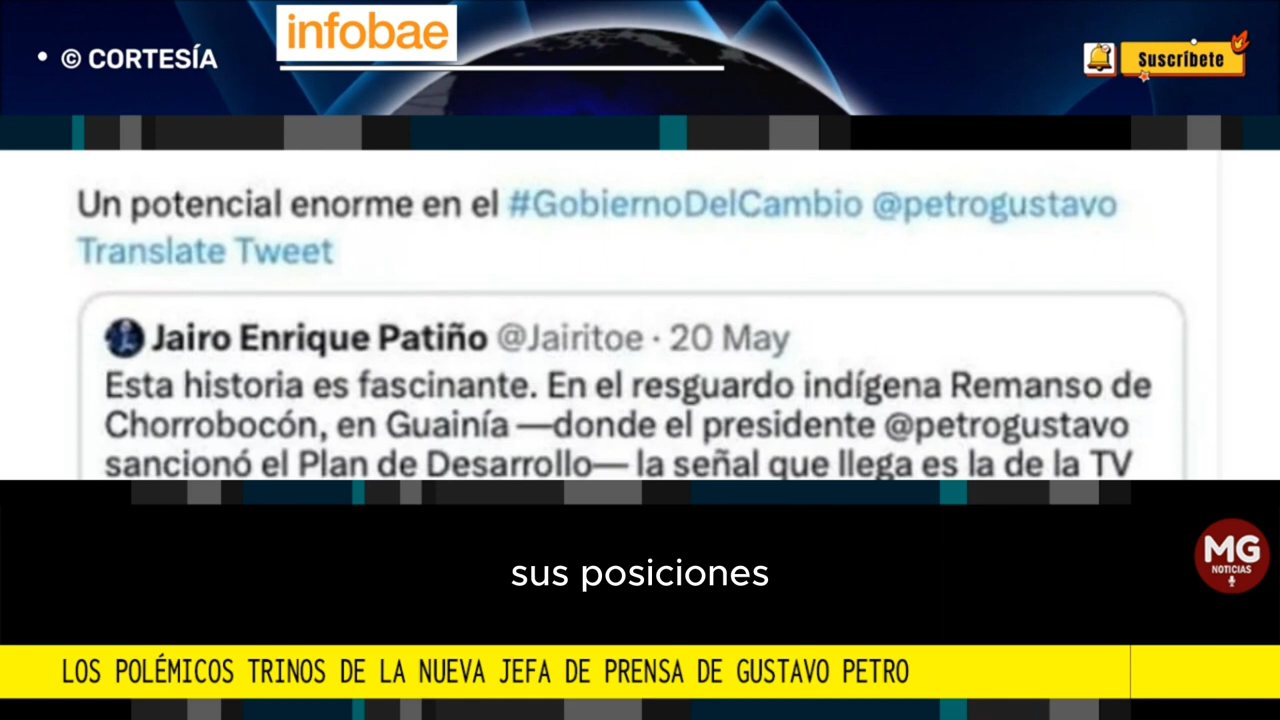 infobae
• © CORTESÍA
Suscríbete
Un potencial enorme en el #GobiernoDelCambio @petrogustavo
Translate Tweet
Jairo Enrique Patiño @Jairitoe · 20 May
Esta historia es fascinante. En el resguardo indígena Remanso de
Chorrobocón, en Guainía —donde el presidente @petrogustavo
sancionó el Plan de Desarrollo— la señal que llega es la de la TV
sus posiciones
MG
NOTICIAS
LOS POLÉMICOS TRINOS DE LA NUEVA JEFA DE PRENSA DE GUSTAVO PETRO